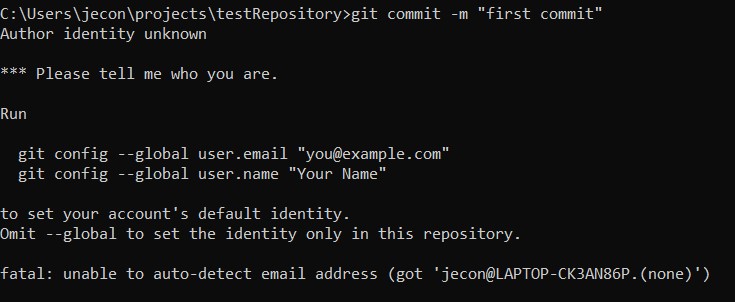 C:\Users\jecon\projects\testRepository>git commit -m "first commit"
Author identity unknown
*** Please tell me who you are.
Run
git config --global user.email "you@example.com"
git config --global user.name "Your Name"
to set your account's default identity.
Omit --global to set the identity only in this repository.
fatal: unable to auto-detect email address (got 'jecon@LAPTOP-CK3AN86P.(none)')